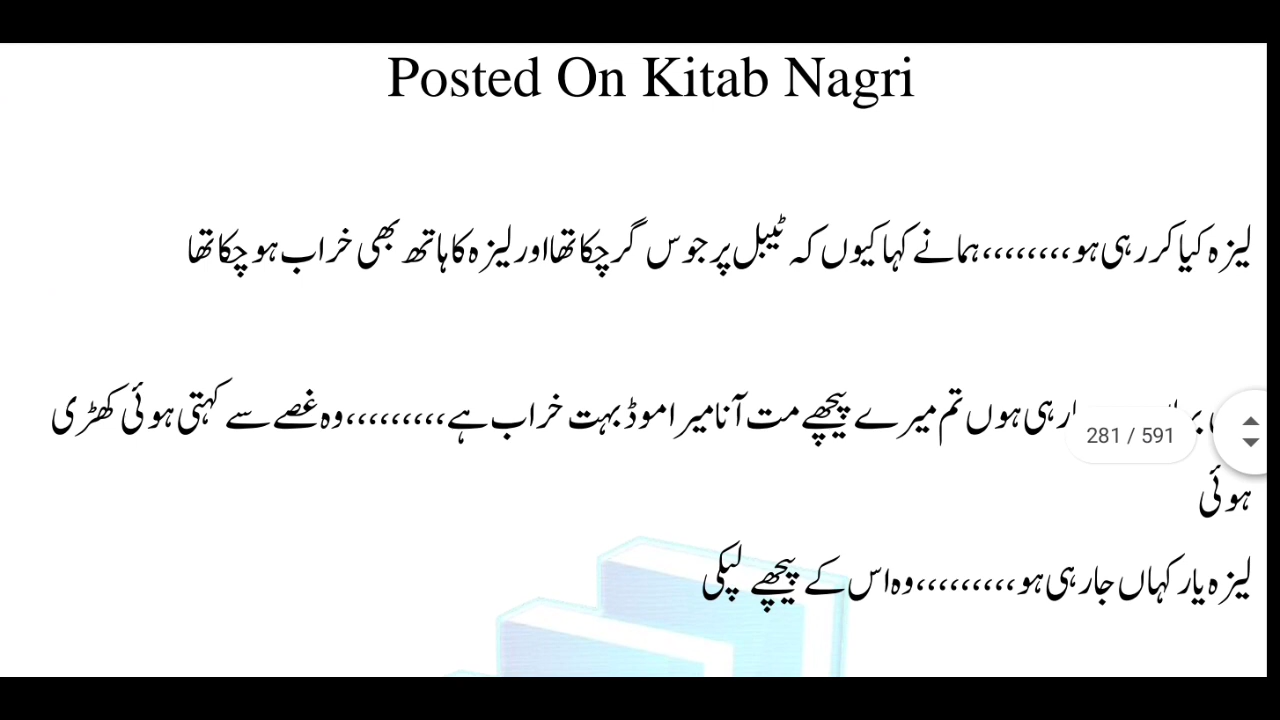 Posted On Kitab Nagri
لیزہ کیا کر رہی ہو،،،،،،،،،ہمانے کہا کیوں کہ ٹیبل پر جوس گر چکا تھا اور لیزہ کا ہاتھ بھی خراب ہو چکا تھا
رہی ہوں تم میرے پیچھے مت آنا میرا موڈ بہت خراب ہے،،،،،،،،،،وہ غصے سے کہتی ہوئی کھڑی
281 / 591
ہوئی
لیزہ یار کہاں جا رہی ہو،،،،،،،،،،وہ اس کے پیچھے لپکی